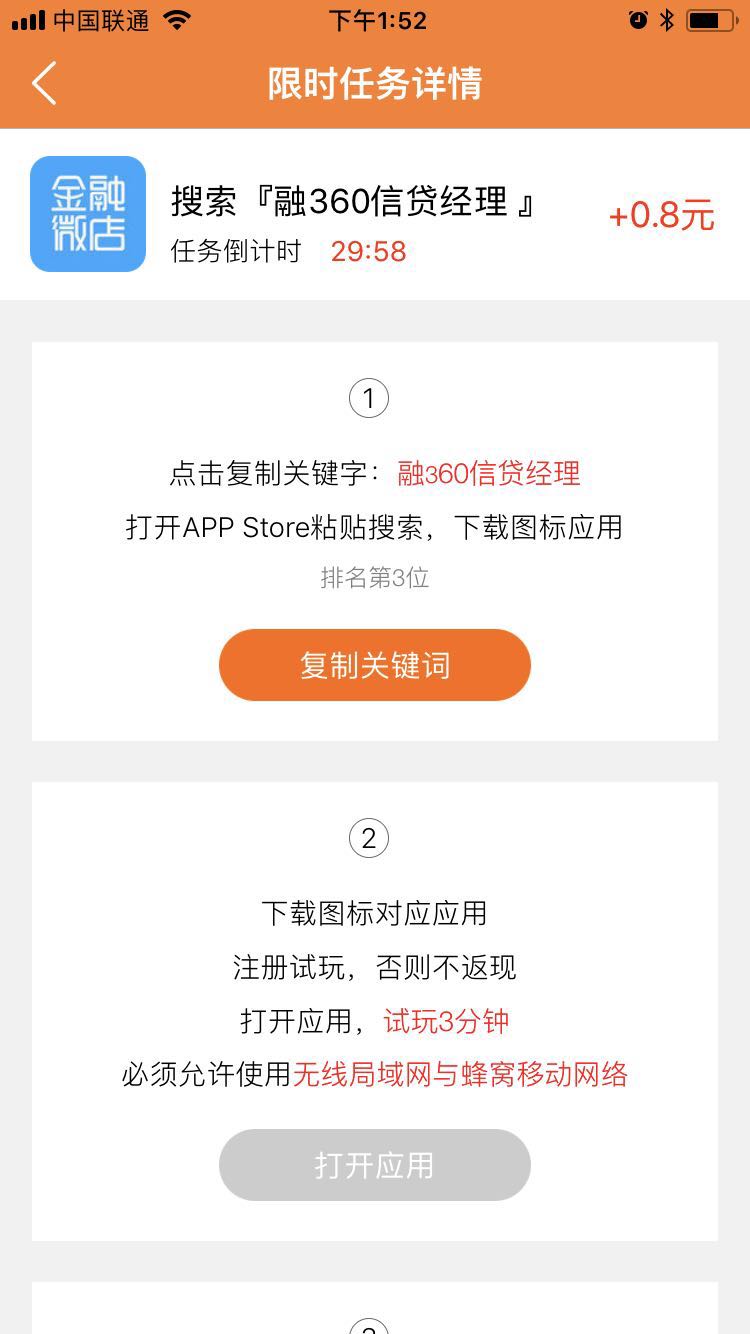 中国联通
下午1:52
限时任务详情
金融
微店
搜索『融360信贷经理 』
+0.8元
任务倒计时 29:58
1
点击复制关键字：融360信贷经理
打开APP Store粘贴搜索，下载图标应用
排名第3位
复制关键词
2
下载图标对应应用
注册试玩，否则不返现
打开应用，试玩3分钟
必须允许使用无线局域网与蜂窝移动网络
打开应用